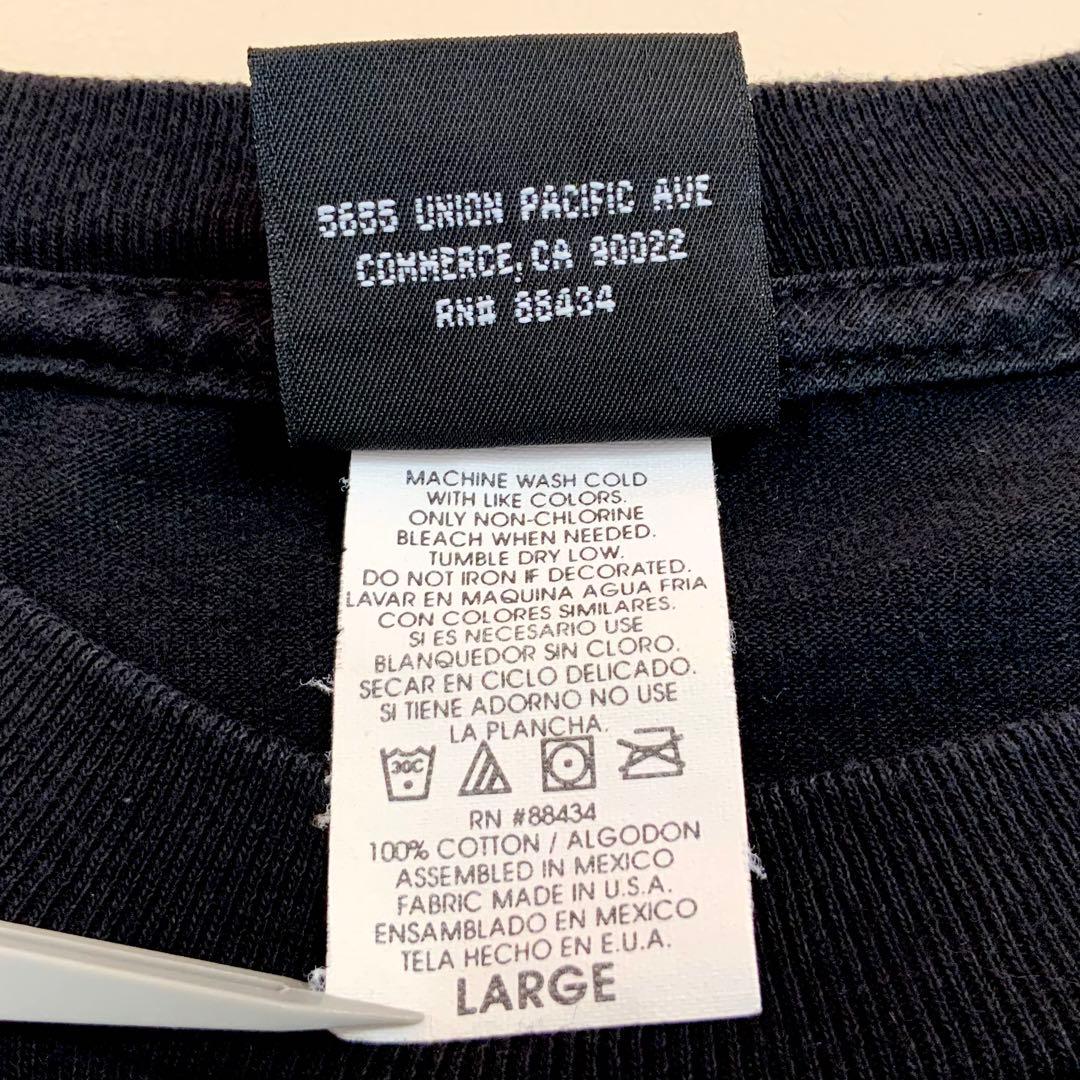 5685 UNION PACIFIC AVE
COMMERCE, CA 90022
RN# 88434
MACHINE WASH COLD
WITH LIKE COLORS.
ONLY NON-CHLORINE
BLEACH WHEN NEEDED.
TUMBLE DRY LOW.
DO NOT IRON IF DECORATED.
LAVAR EN MAQUINA AGUA FRIA
CON COLORES SIMILARES.
SI ES NECESARIO USE
BLANQUEDOR SIN CLORO.
SECAR EN CICLO DELICADO.
SI TIENE ADORNO NO USE
LA PLANCHA.
30C
RN #88434
100% COTTON / ALGODON
ASSEMBLED IN MEXICO
FABRIC MADE IN U.S.A.
ENSAMBLADO EN MEXICO
TELA HECHO EN E.U.A.
LARGE